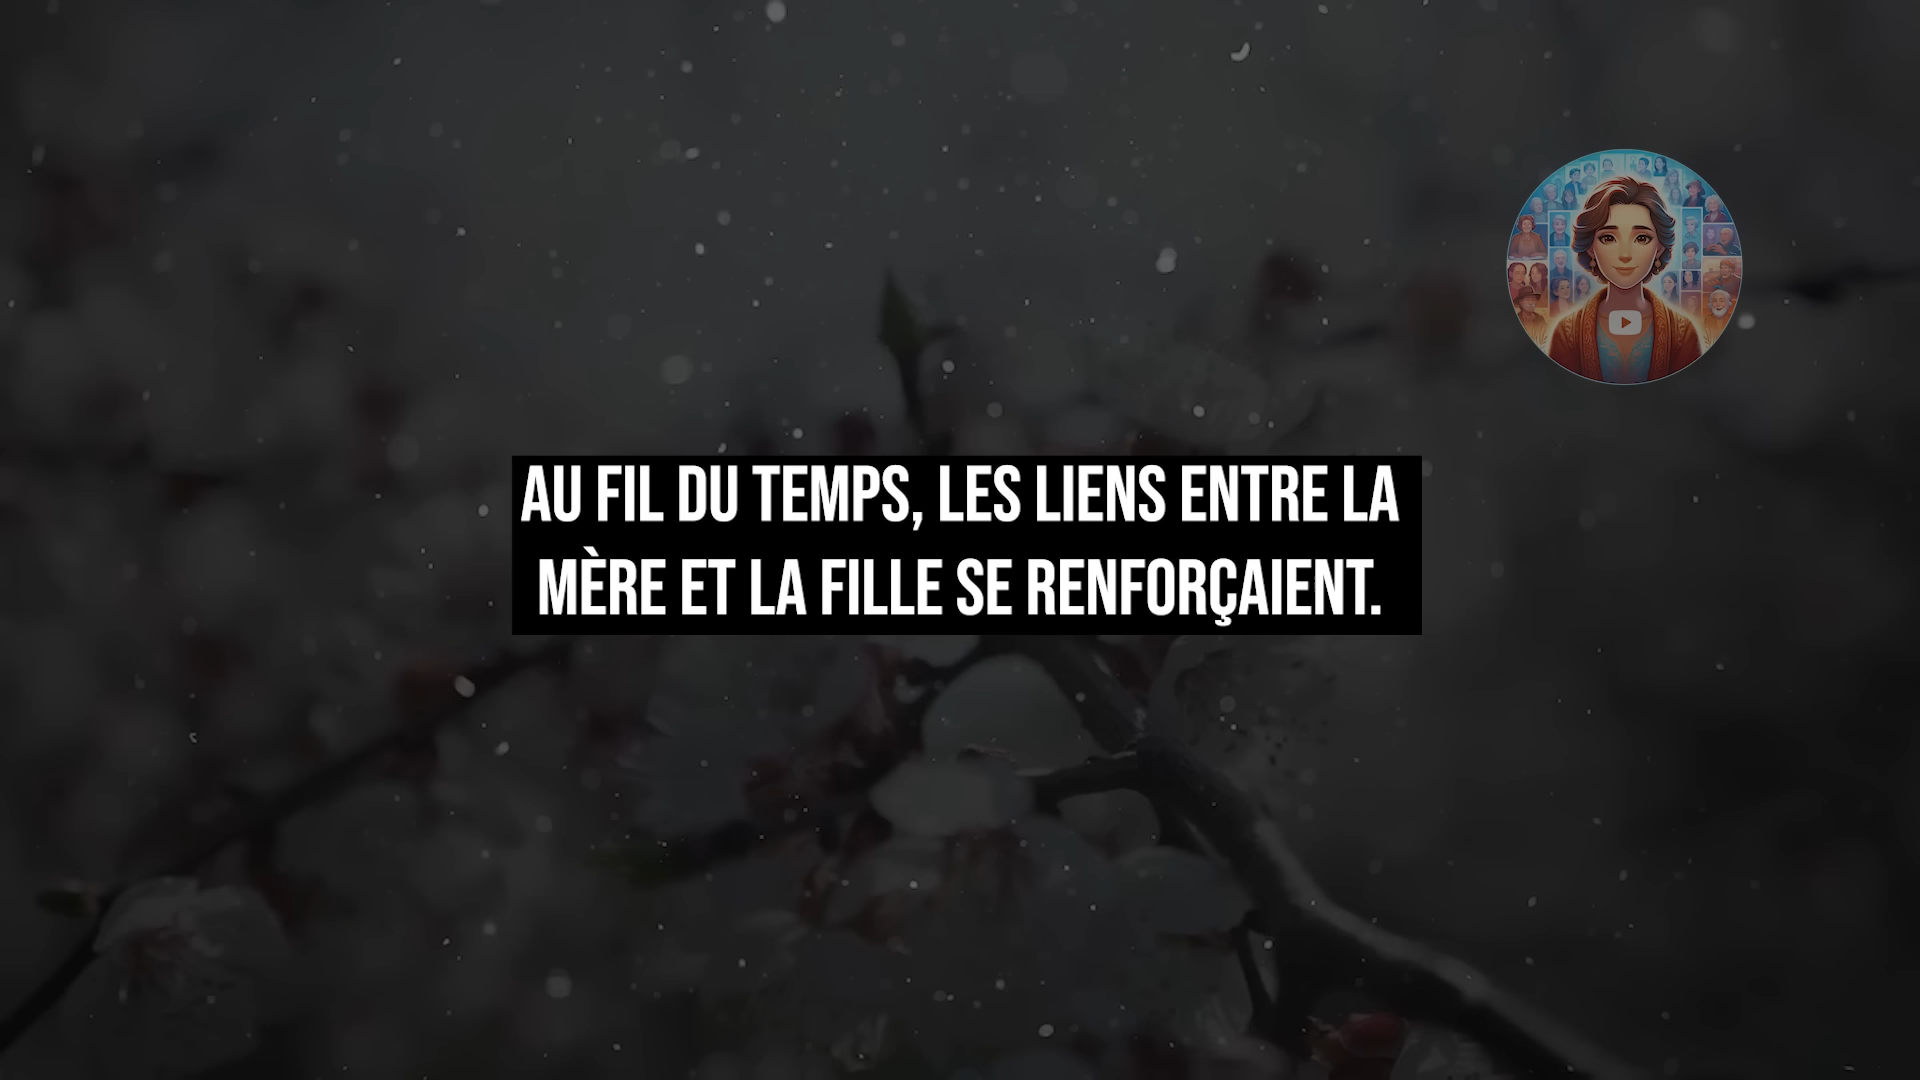 AU FIL DU TEMPS, LES LIENS ENTRE LA
MÈRE ET LA FILLE SE RENFORÇAIENT.